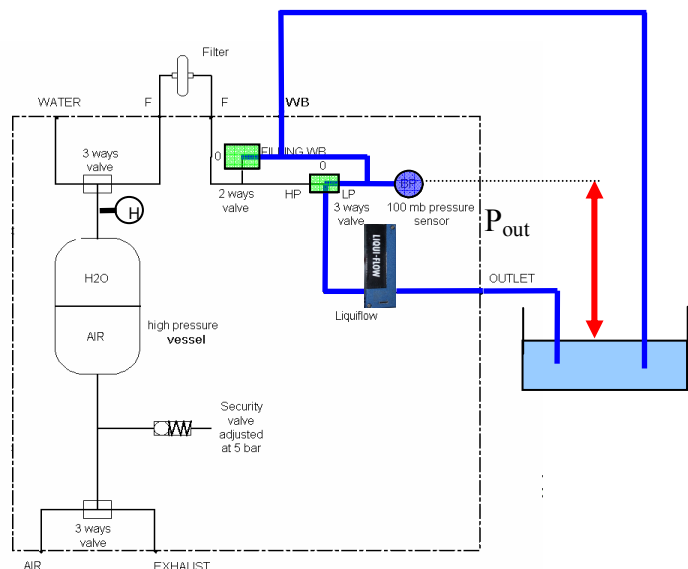 Filter
WATER
F
F
WB
3 ways
valve
0
FILLING WB
0
H
2 ways
valve
HP
LP
3 ways
valve
BP
100 mb pressure
sensor
Pout
LIQUI-FLOW
OUTLET
Liquiflow
H2O
AIR
high pressure
vessel
Security
valve
adjusted
at 5 bar
3 ways
valve
AIR
EXHAUST